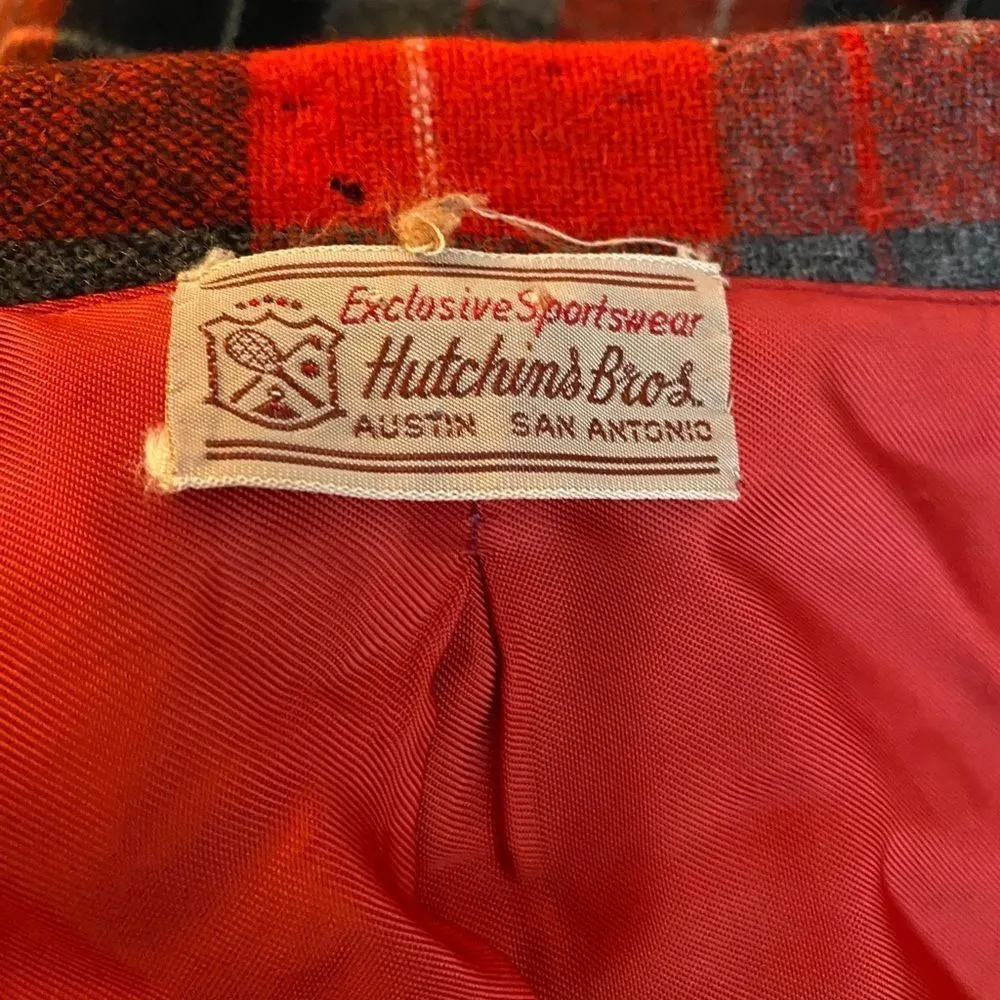 Exclusive Sportswear
Hutchins Bros.
AUSTIN SAN ANTONIO